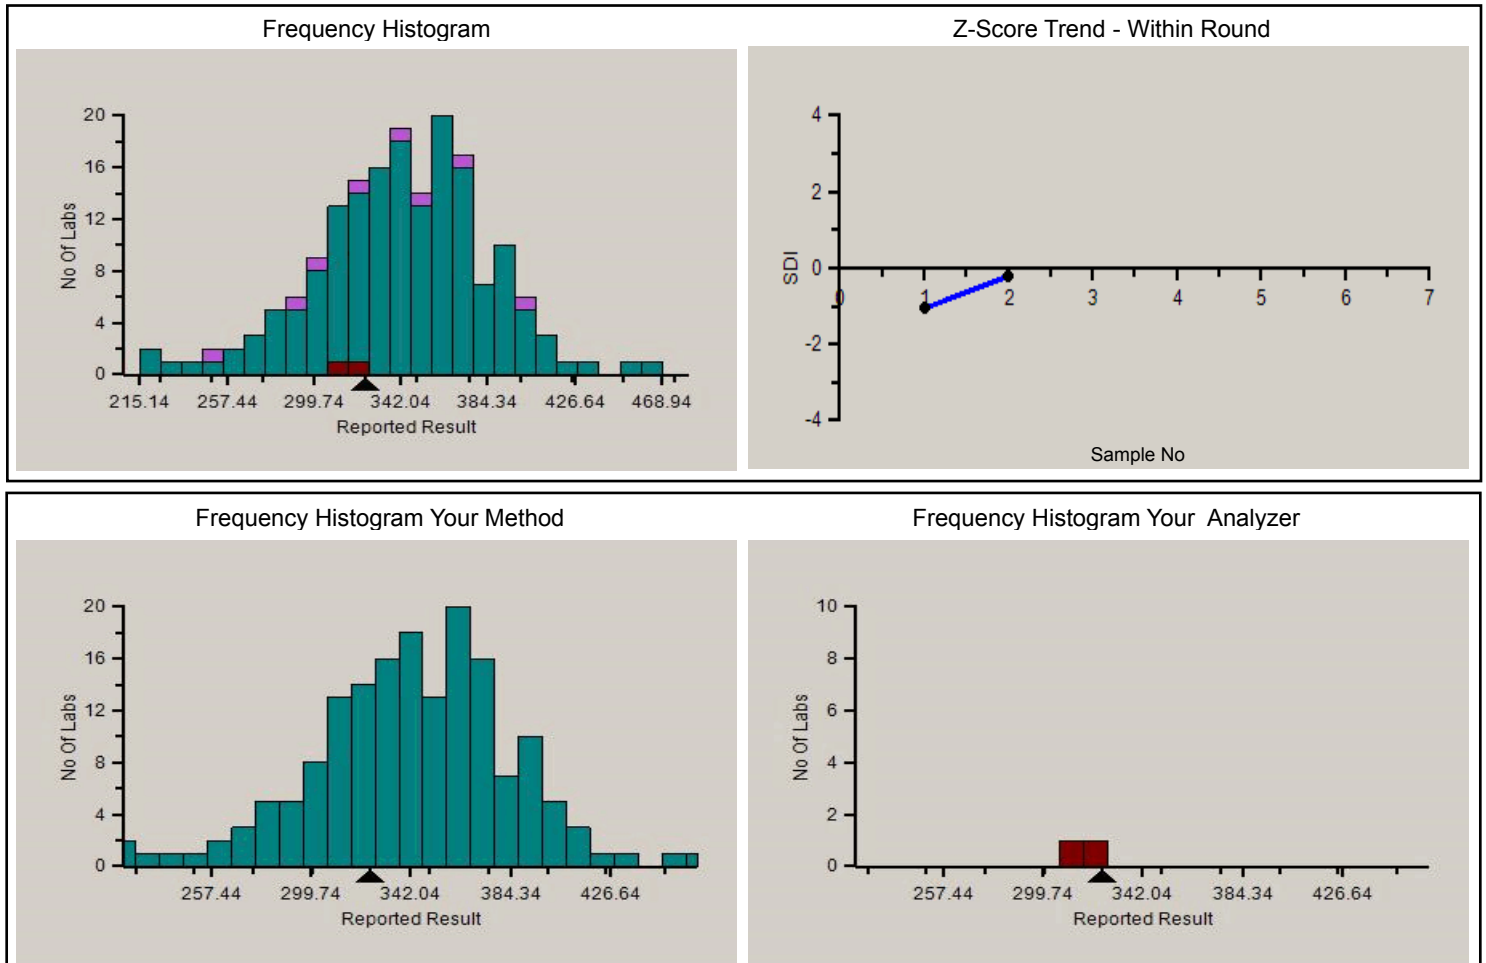 Frequency Histogram
Z-Score Trend - Within Round
20
16
12
8
4
0
No Of Labs
215.14 257.44 299.74 342.04 384.34 426.64 468.94
Reported Result
4
2
0
-2
-4
SDI
0 1 2 3 4 5 6 7
Sample No
Frequency Histogram Your Method
Frequency Histogram Your Analyzer
20
16
12
8
4
0
No Of Labs
257.44 299.74 342.04 384.34 426.64
Reported Result
10
8
6
4
2
0
No Of Labs
257.44 299.74 342.04 384.34 426.64
Reported Result